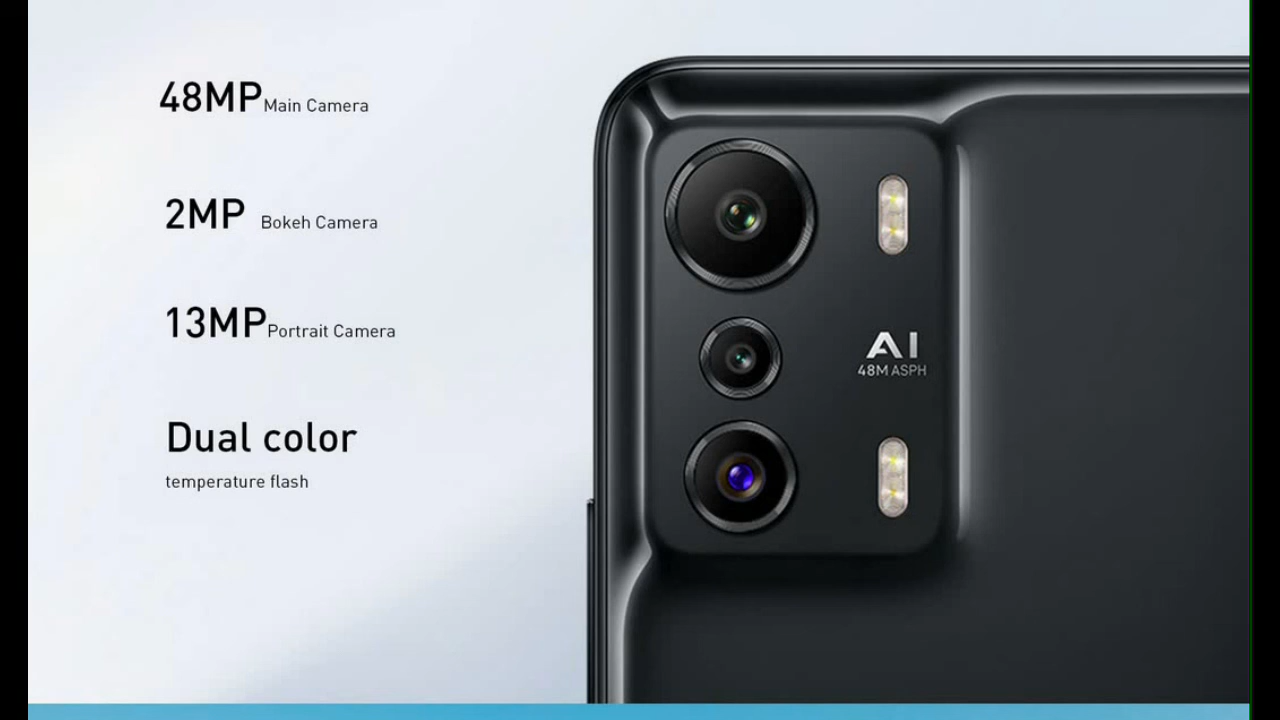 48MP Main Camera
2MP Bokeh Camera
13MP Portrait Camera
Dual color
temperature flash
AI
48M ASPH